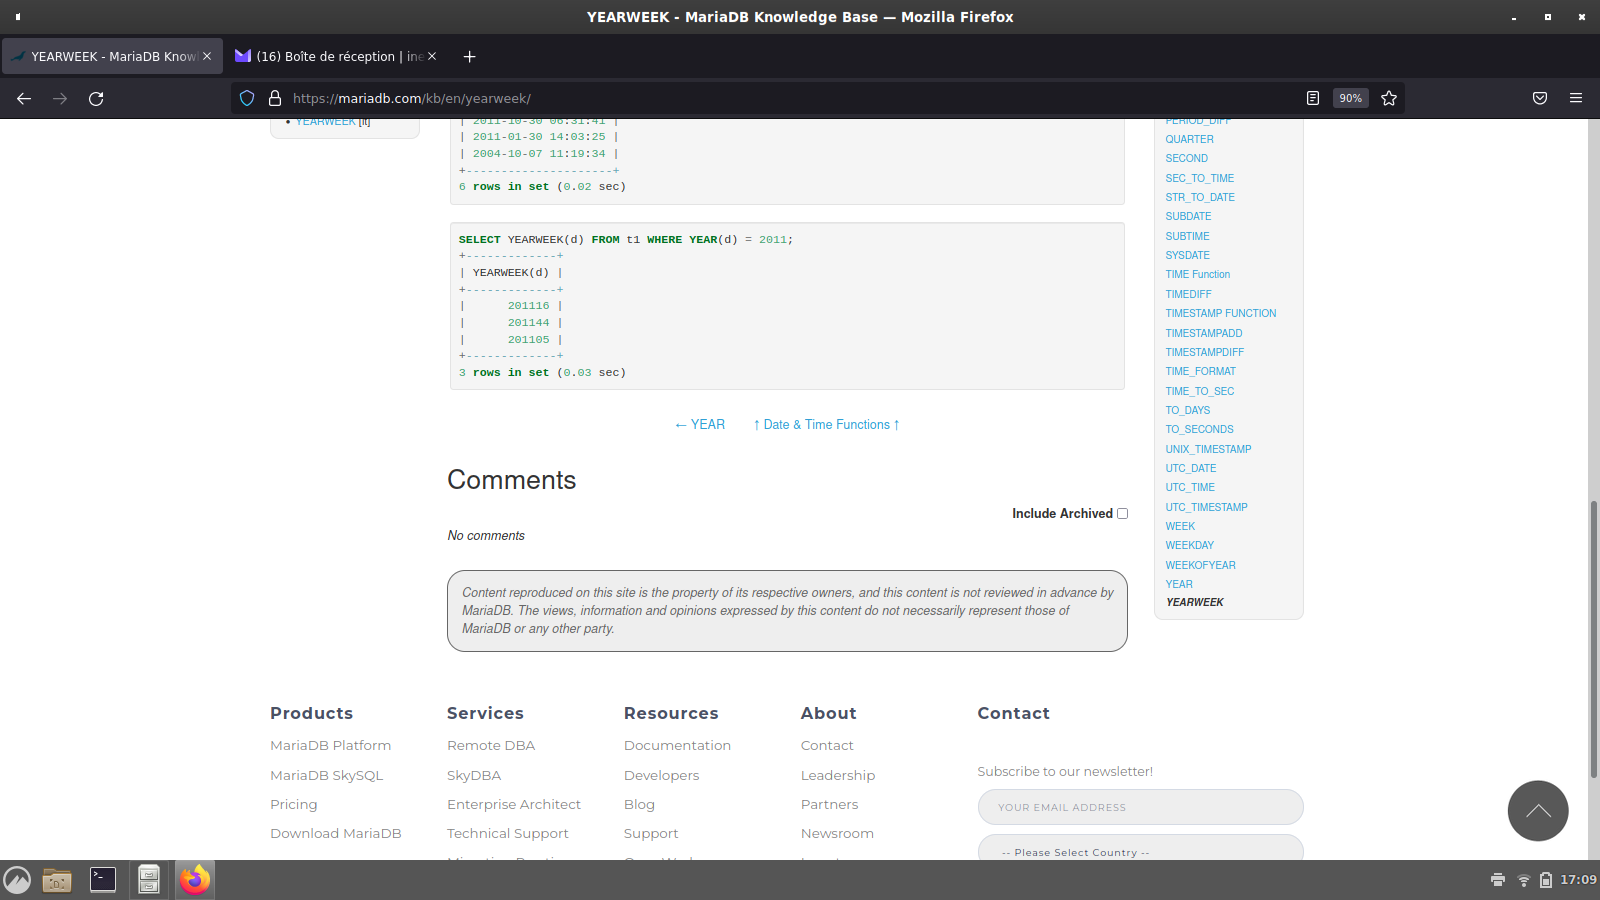 YEARWEEK - MariaDB Knowledge Base — Mozilla Firefox
YEARWEEK - MariaDB Knowl
(16) Boîte de réception | ine
https://mariadb.com/kb/en/yearweek/
90%
YEARWEEK [it]
| 2011-10-30 06:31:41 |
| 2011-01-30 14:03:25 |
| 2004-10-07 11:19:34 |
+---------------------+
6 rows in set (0.02 sec)
SELECT YEARWEEK(d) FROM t1 WHERE YEAR(d) = 2011;
+-------------+
| YEARWEEK(d) |
+-------------+
|      201116 |
|      201144 |
|      201105 |
+-------------+
3 rows in set (0.03 sec)
← YEAR ↑ Date & Time Functions ↑
Comments
Include Archived
No comments
Content reproduced on this site is the property of its respective owners, and this content is not reviewed in advance by
MariaDB. The views, information and opinions expressed by this content do not necessarily represent those of
MariaDB or any other party.
PERIOD_DIFF
QUARTER
SECOND
SEC_TO_TIME
STR_TO_DATE
SUBDATE
SUBTIME
SYSDATE
TIME Function
TIMEDIFF
TIMESTAMP FUNCTION
TIMESTAMPADD
TIMESTAMPDIFF
TIME_FORMAT
TIME_TO_SEC
TO_DAYS
TO_SECONDS
UNIX_TIMESTAMP
UTC_DATE
UTC_TIME
UTC_TIMESTAMP
WEEK
WEEKDAY
WEEKOFYEAR
YEAR
YEARWEEK
Products
MariaDB Platform
MariaDB SkySQL
Pricing
Download MariaDB
Services
Remote DBA
SkyDBA
Enterprise Architect
Technical Support
Resources
Documentation
Developers
Blog
Support
About
Contact
Leadership
Partners
Newsroom
Contact
Subscribe to our newsletter!
YOUR EMAIL ADDRESS
-- Please Select Country --
17:09